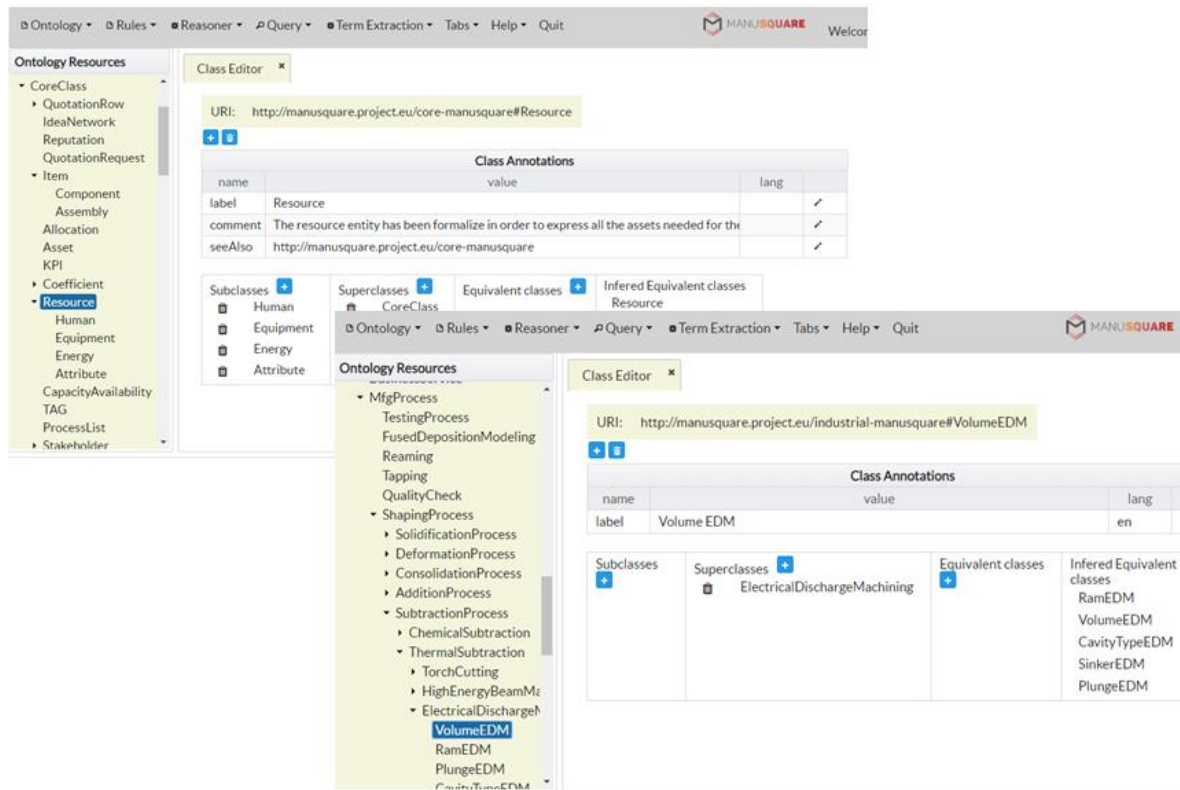 Ontology Rules Reasoner Query Term Extraction Tabs Help Quit
MANUSQUARE
Ontology Resources
CoreClass
QuotationRow
IdeaNetwork
Reputation
QuotationRequest
Item
Component
Assembly
Allocation
Asset
KPI
Coefficient
Resource
Human
Equipment
Energy
Attribute
CapacityAvailability
TAG
ProcessList
Stakeholder
Class Editor
URI: http://manusquare.project.eu/core-manusquare#Resource
Class Annotations
name value lang
label Resource
comment The resource entity has been formalize in order to express all the assets needed for the
seeAlso http://manusquare.project.eu/core-manusquare
Subclasses
Human
Equipment
Energy
Attribute
Superclasses
CoreClass
Equivalent classes
Infered Equivalent classes
Resource
Ontology Rules Reasoner Query Term Extraction Tabs Help Quit
MANUSQUARE
Ontology Resources
MfgProcess
TestingProcess
FusedDepositionModeling
Reaming
Tapping
QualityCheck
ShapingProcess
SolidificationProcess
DeformationProcess
ConsolidationProcess
AdditionProcess
SubtractionProcess
ChemicalSubtraction
ThermalSubtraction
TorchCutting
HighEnergyBeamMa
ElectricalDischargeM
VolumeEDM
RamEDM
PlungeEDM
CavityTypeEDM
Class Editor
URI: http://manusquare.project.eu/industrial-manusquare#VolumeEDM
Class Annotations
name value lang
label Volume EDM en
Subclasses
Superclasses
ElectricalDischargeMachining
Equivalent classes
Infered Equivalent
classes
RamEDM
VolumeEDM
CavityTypeEDM
SinkerEDM
PlungeEDM